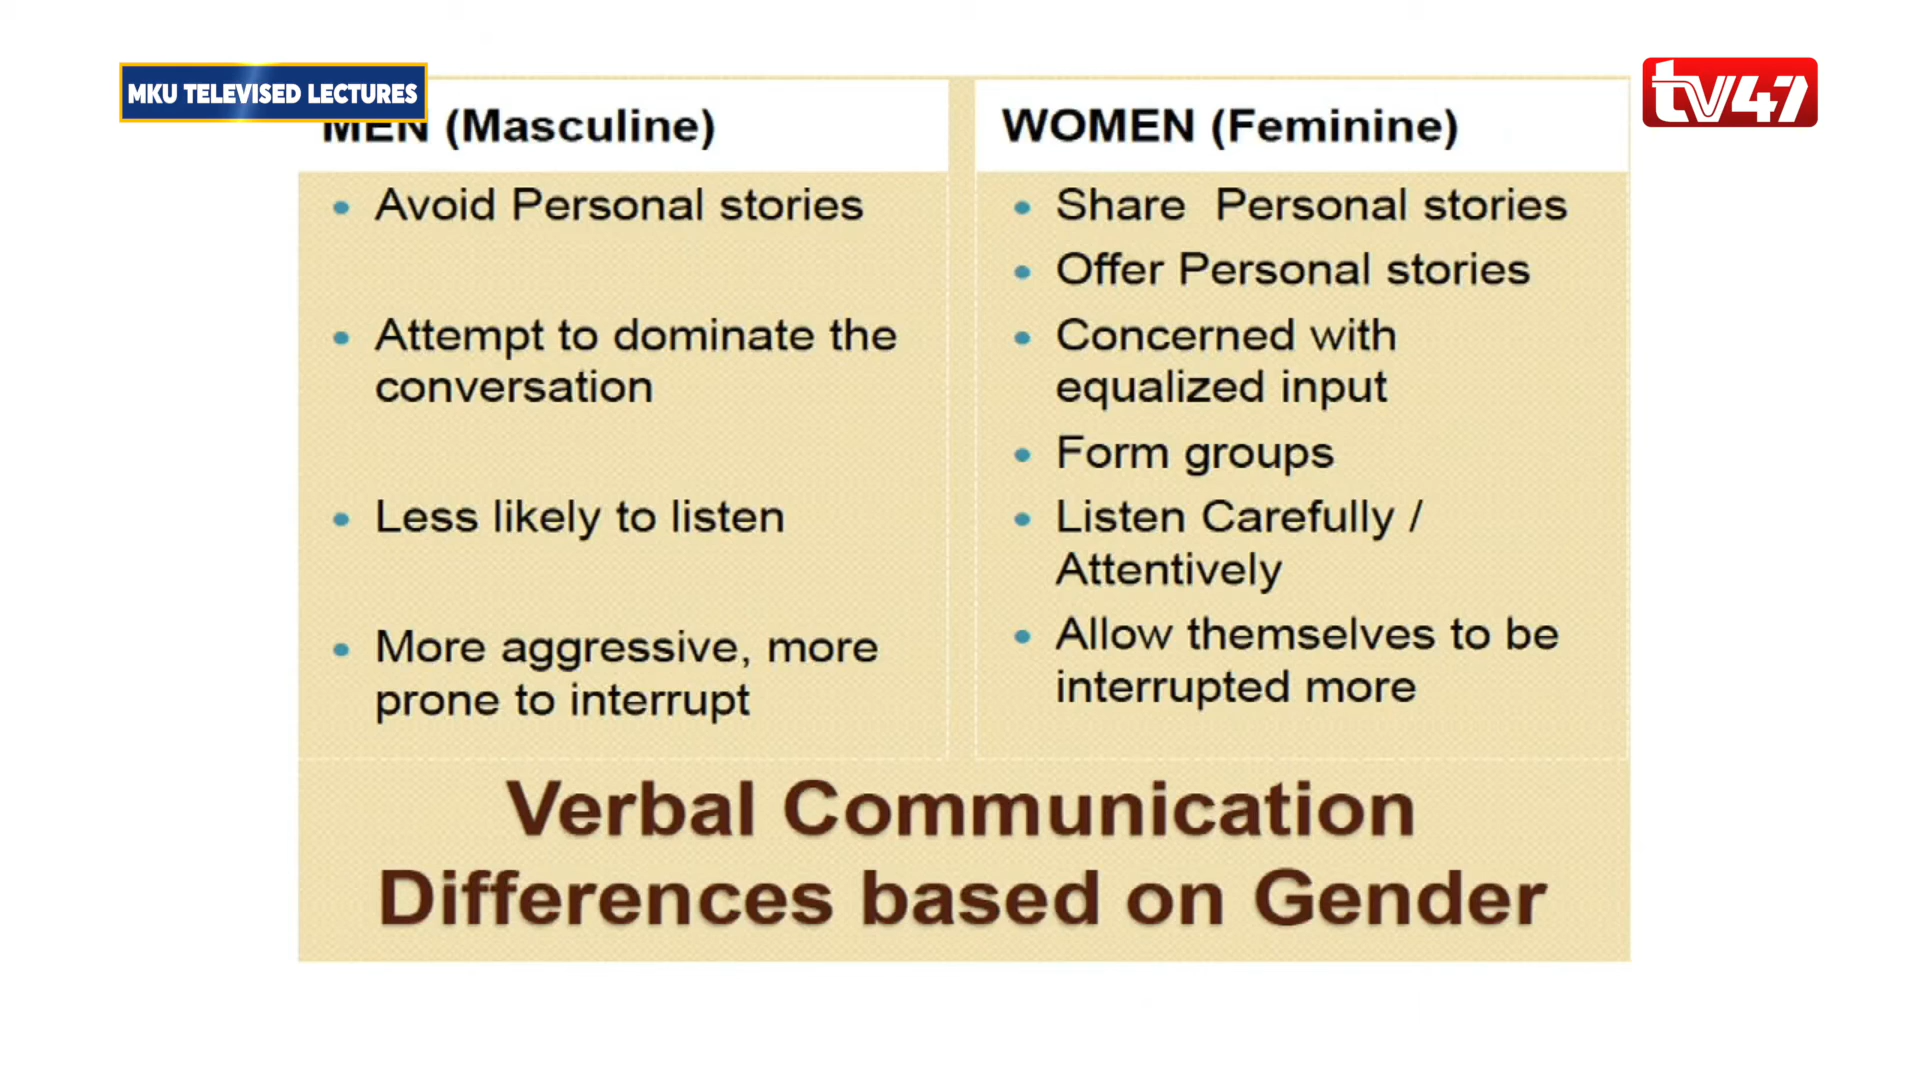 MKU TELEVISED LECTURES
tv47
MEN (Masculine)
Avoid Personal stories
Attempt to dominate the
conversation
Less likely to listen
More aggressive, more
prone to interrupt
WOMEN (Feminine)
Share Personal stories
Offer Personal stories
Concerned with
equalized input
Form groups
Listen Carefully /
Attentively
Allow themselves to be
interrupted more
Verbal Communication
Differences based on Gender